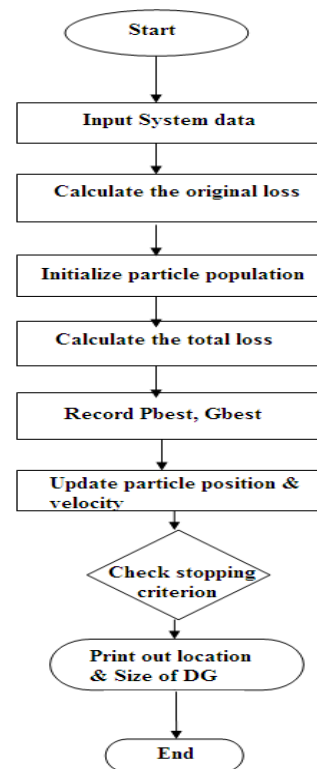 Start
Input System data
Calculate the original loss
Initialize particle population
Calculate the total loss
Record Pbest, Gbest
Update particle position &
velocity
Check stopping
criterion
Print out location
& Size of DG
End